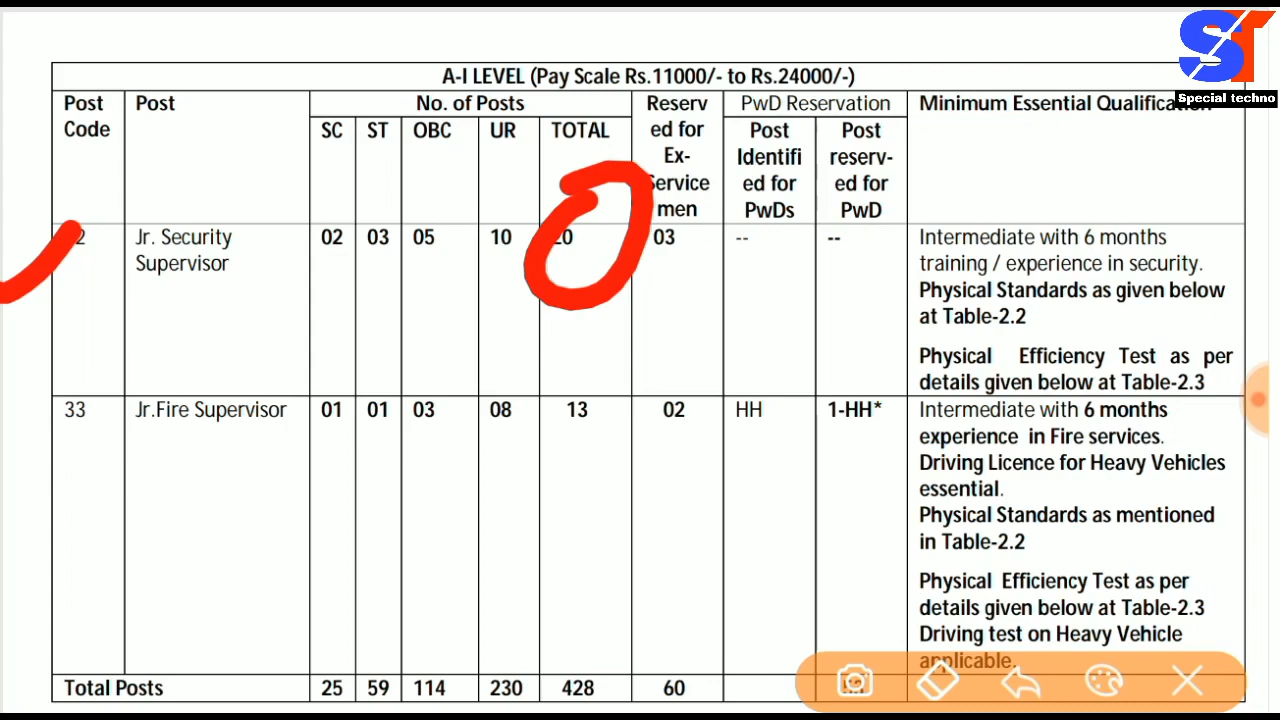 ST
Special techno
A-I LEVEL (Pay Scale Rs.11000/- to Rs.24000/-)
Post Code
Post
No. of Posts
SC ST OBC UR TOTAL
Reserv
ed for
Ex-
Service
men
PwD Reservation
Post
Identifi
ed for
PwDs
Post
reserv-
ed for
PwD
Minimum Essential Qualification
Jr. Security
Supervisor
02 03 05 10 20 03 -- --
Intermediate with 6 months
training / experience in security.
Physical Standards as given below
at Table-2.2
Physical Efficiency Test as per
details given below at Table-2.3
33 Jr.Fire Supervisor 01 01 03 08 13 02 HH 1-HH*
Intermediate with 6 months
experience in Fire services.
Driving Licence for Heavy Vehicles
essential.
Physical Standards as mentioned
in Table-2.2
Physical Efficiency Test as per
details given below at Table-2.3
Driving test on Heavy Vehicle
applicable.
Total Posts 25 59 114 230 428 60